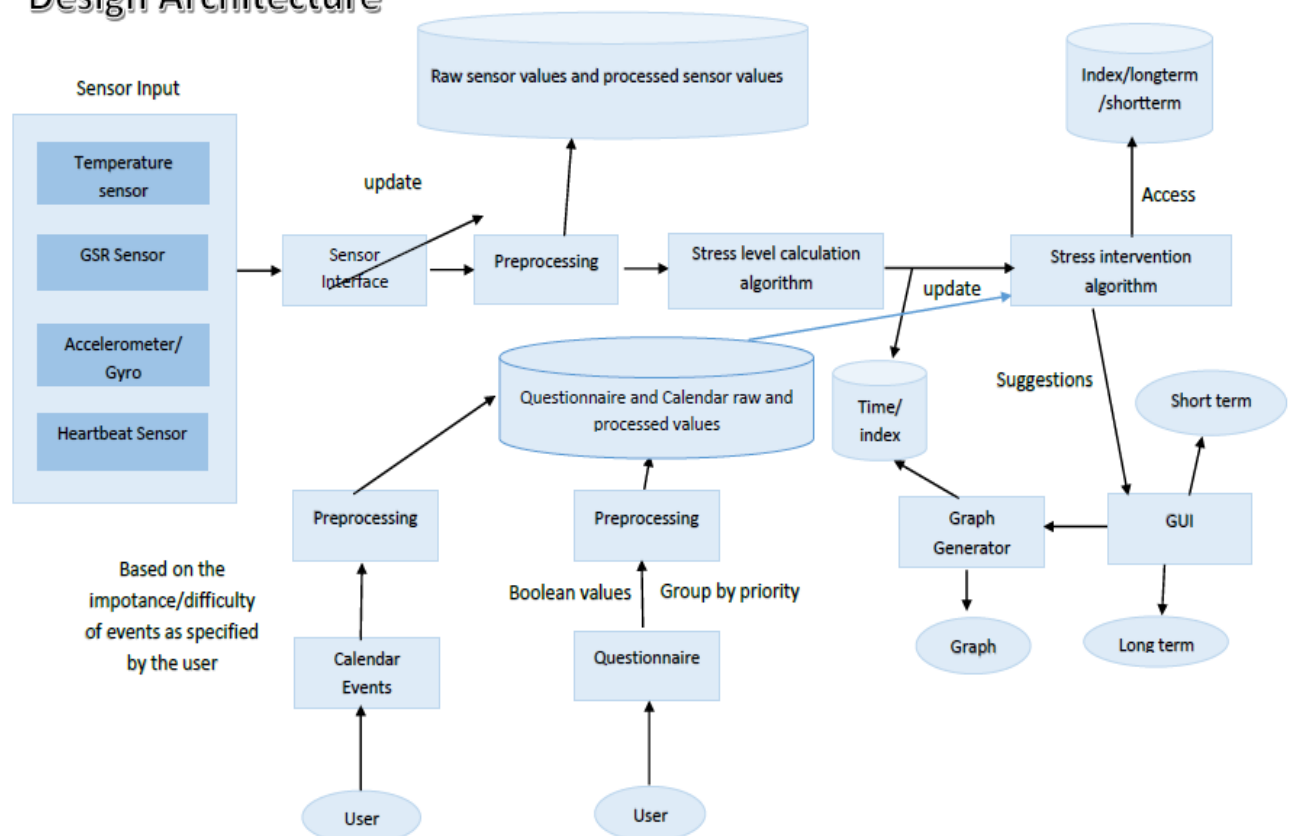 Design Architecture
Raw sensor values and processed sensor values
Index/longterm
/shortterm
Sensor Input
Temperature
sensor
GSR Sensor
Accelerometer/
Gyro
Heartbeat Sensor
update
Sensor
Interface
Preprocessing
Stress level calculation
algorithm
update
Access
Stress intervention
algorithm
Questionnaire and Calendar raw and
processed values
Time/
index
Suggestions
Short term
Preprocessing
Preprocessing
Graph
Generator
GUI
Based on the
impotance/difficulty
of events as specified
by the user
Boolean values
Group by priority
Calendar
Events
Questionnaire
Graph
Long term
User
User